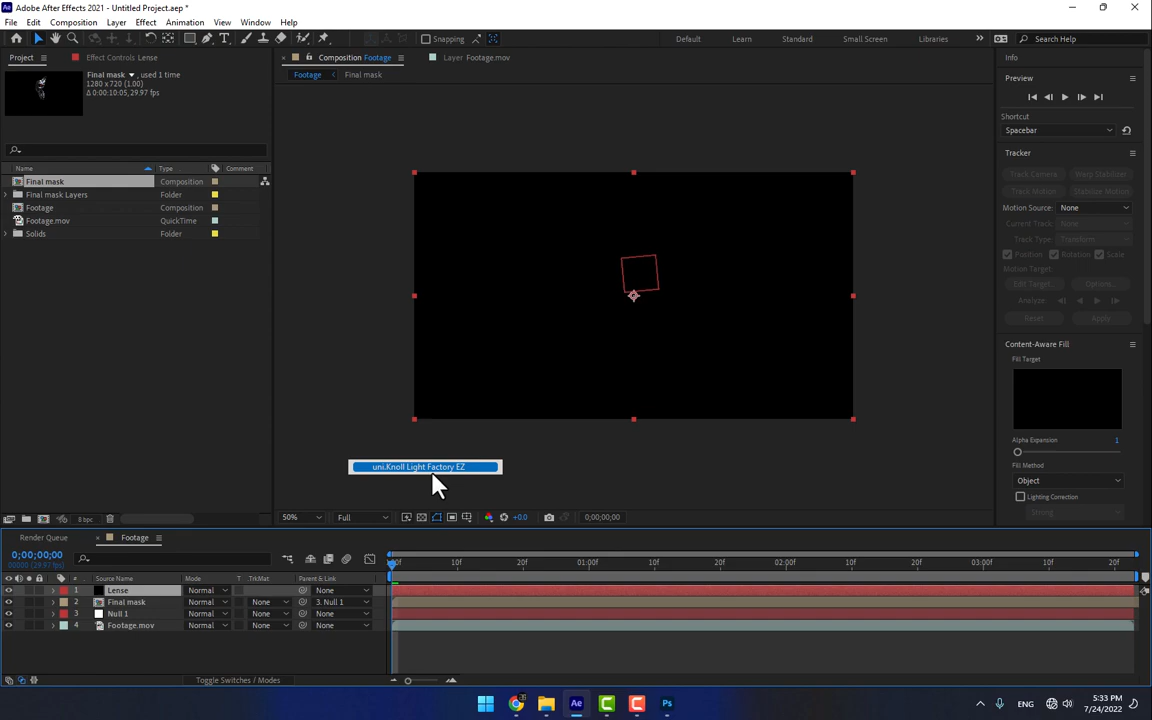 Adobe After Effects 2021 - Untitled Project.aep *
File Edit Composition Layer Effect Animation View Window Help
Snapping
Default Learn Standard Small Screen Libraries Search Help
Project Effect Controls Lense
Final mask , used 1 time
1280 x 720 (1.00)
Δ 0:00:10:05, 29.97 fps
Name Type Comment
Final mask Composition
Final mask Layers Folder
Footage Composition
Footage.mov QuickTime
Solids Folder
8 bpc
Composition Footage Layer Footage.mov
Footage Final mask
uni.Knoll Light Factory EZ
50% Full +0.0 0;00;00;00
Info
Preview
Shortcut
Spacebar
Tracker
Track Camera Warp Stabilizer
Track Motion Stabilize Motion
Motion Source: None
Current Track: None
Track Type: Transform
Position Rotation Scale
Motion Target:
Edit Target... Options...
Analyze:
Reset Apply
Content-Aware Fill
Fill Target
Alpha Expansion 1
Fill Method
Object
Lighting Correction
Strong
Render Queue Footage
0;00;00;00
00000 (29.97 fps)
# Source Name Mode T .TrkMat Parent & Link
1 Lense Normal None
2 Final mask Normal None 3. Null 1
3 Null 1 Normal None None
4 Footage.mov Normal None None
:00f 10f 20f 01:00f 10f 20f 02:00f 10f 20f 03:00f 10f 20f
Toggle Switches / Modes
ENG 5:33 PM
7/24/2022